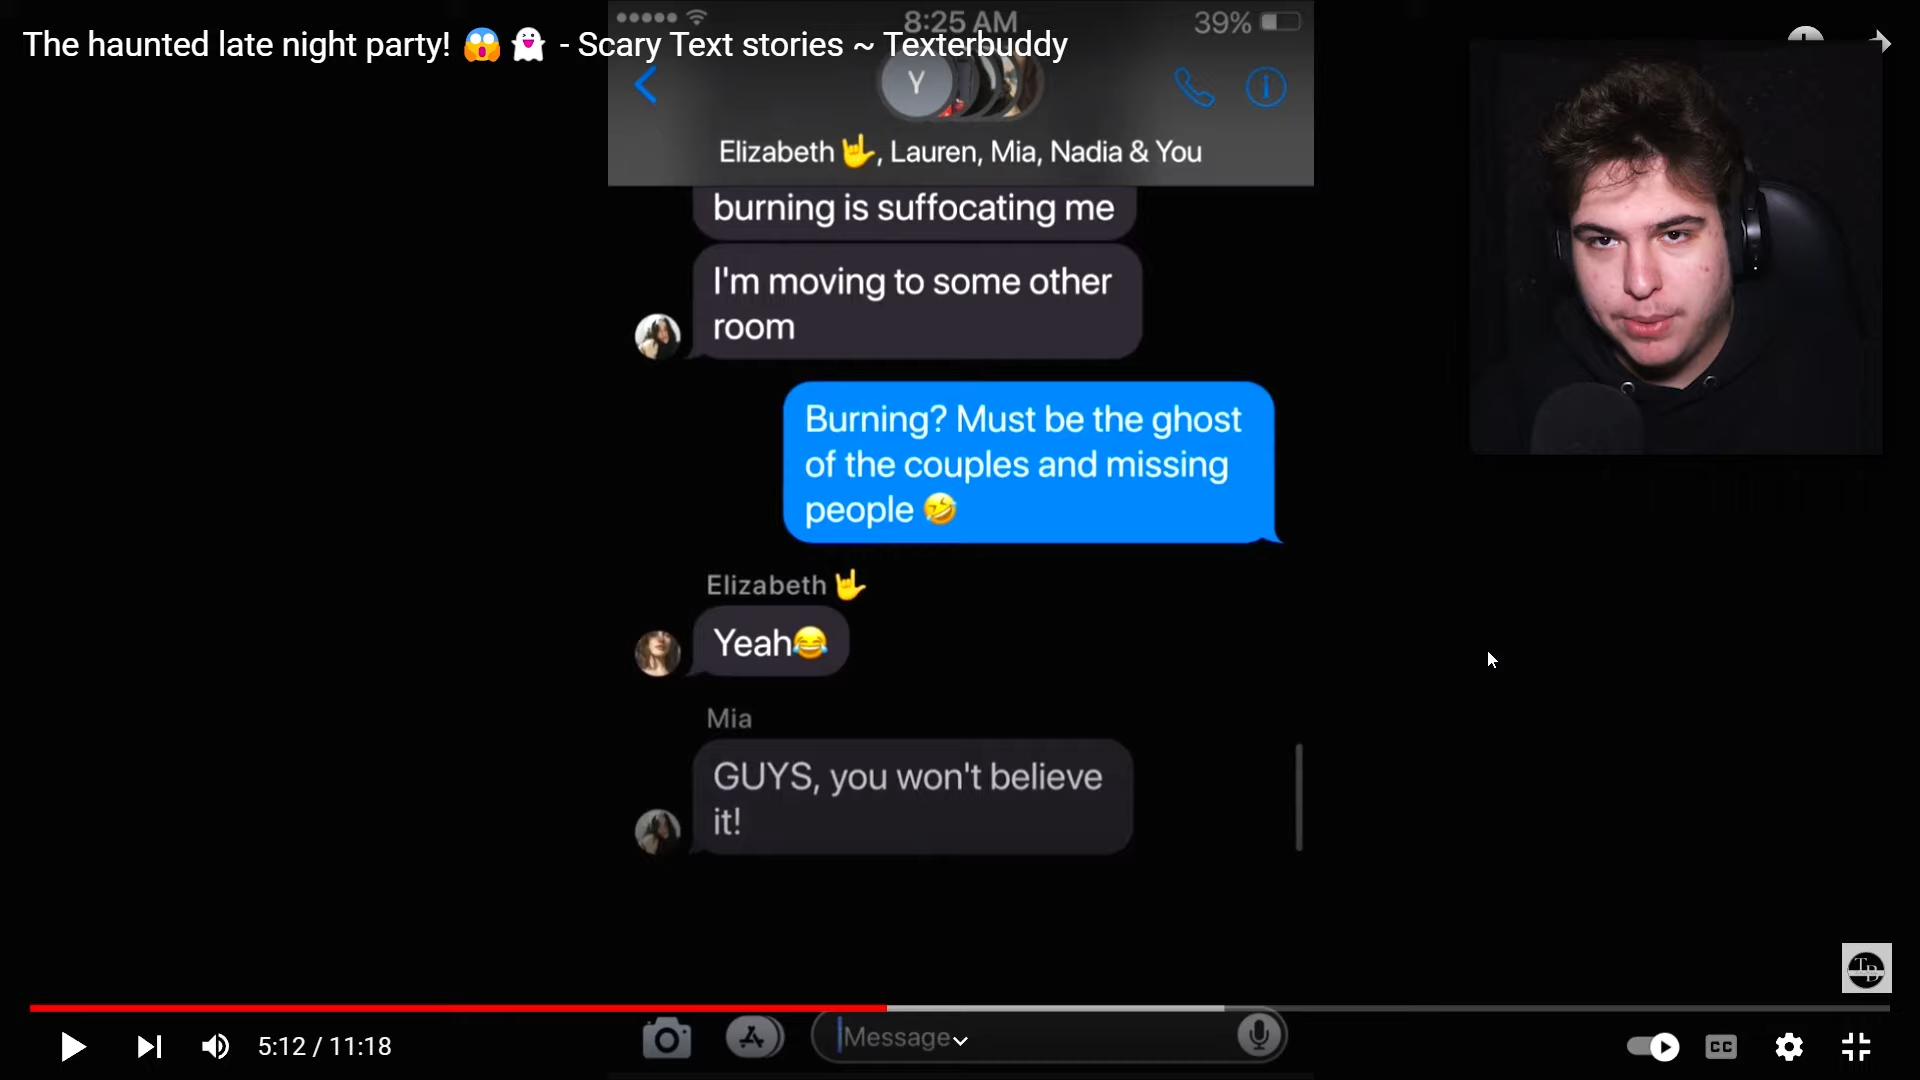 8:25 AM
39%
The haunted late night party! 😱 👻 - Scary Text stories ~ Texterbuddy
Y
Elizabeth 🤟, Lauren, Mia, Nadia & You
burning is suffocating me
I'm moving to some other
room
Burning? Must be the ghost
of the couples and missing
people 🤣
Elizabeth 🤟
Yeah😂
Mia
GUYS, you won't believe
it!
TB
Message
5:12 / 11:18
CC